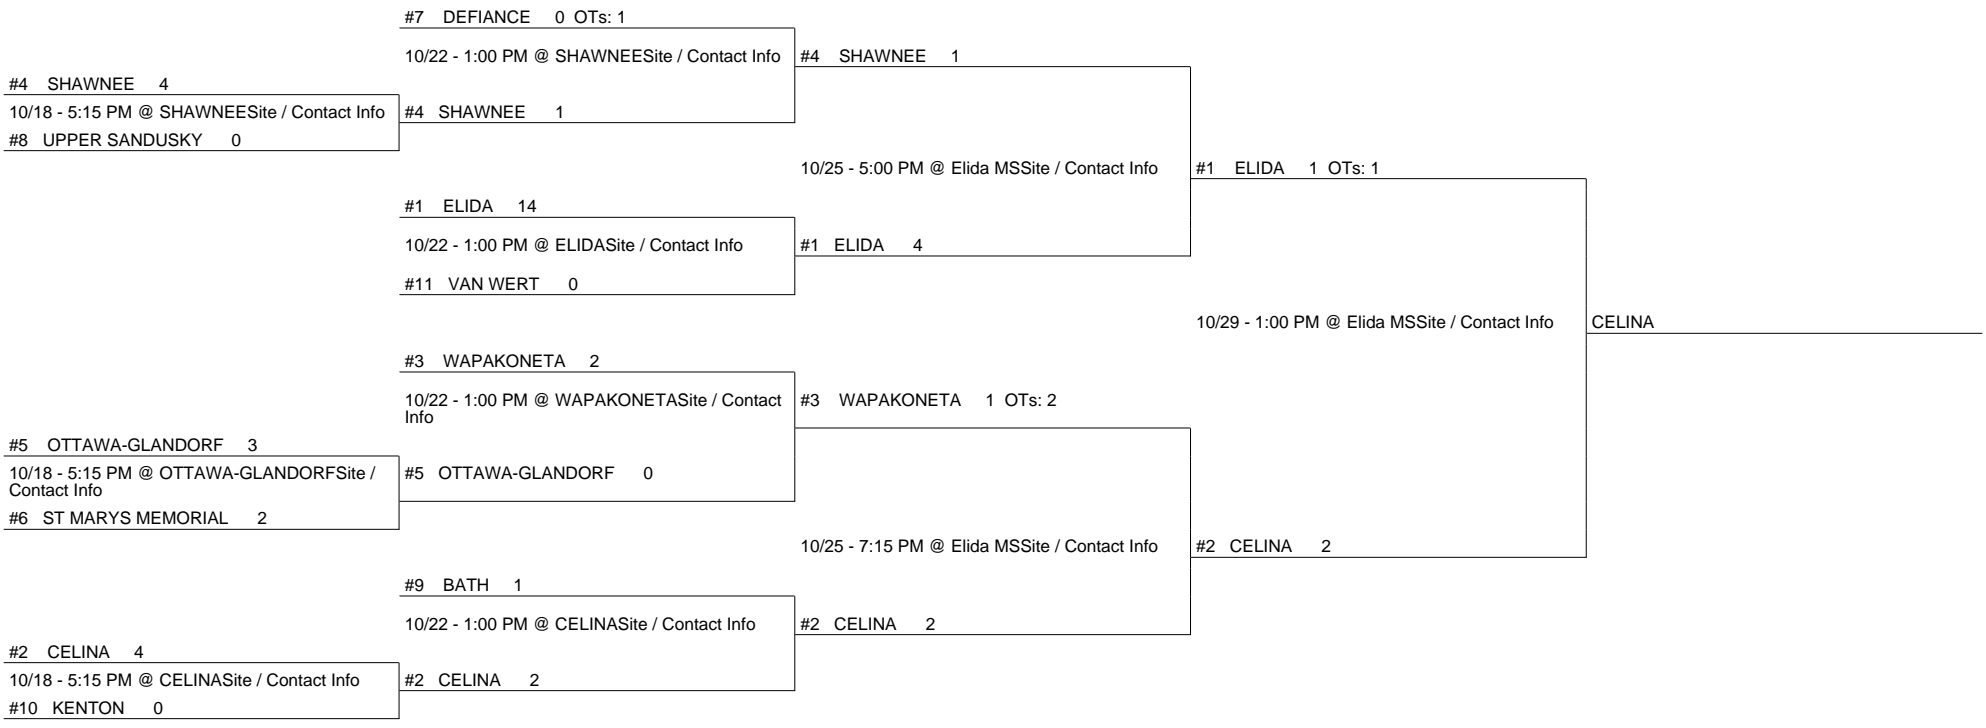 #7 DEFIANCE 0 OTs: 1
10/22 - 1:00 PM @ SHAWNEESite / Contact Info
#4 SHAWNEE 1
#4 SHAWNEE 4
10/18 - 5:15 PM @ SHAWNEESite / Contact Info
#4 SHAWNEE 1
#8 UPPER SANDUSKY 0
10/25 - 5:00 PM @ Elida MSSite / Contact Info
#1 ELIDA 1 OTs: 1
#1 ELIDA 14
10/22 - 1:00 PM @ ELIDASite / Contact Info
#1 ELIDA 4
#11 VAN WERT 0
10/29 - 1:00 PM @ Elida MSSite / Contact Info
CELINA
#3 WAPAKONETA 2
10/22 - 1:00 PM @ WAPAKONETASite / Contact
Info
#3 WAPAKONETA 1 OTs: 2
#5 OTTAWA-GLANDORF 3
10/18 - 5:15 PM @ OTTAWA-GLANDORFSite /
Contact Info
#5 OTTAWA-GLANDORF 0
#6 ST MARYS MEMORIAL 2
10/25 - 7:15 PM @ Elida MSSite / Contact Info
#2 CELINA 2
#9 BATH 1
10/22 - 1:00 PM @ CELINASite / Contact Info
#2 CELINA 2
#2 CELINA 4
10/18 - 5:15 PM @ CELINASite / Contact Info
#2 CELINA 2
#10 KENTON 0